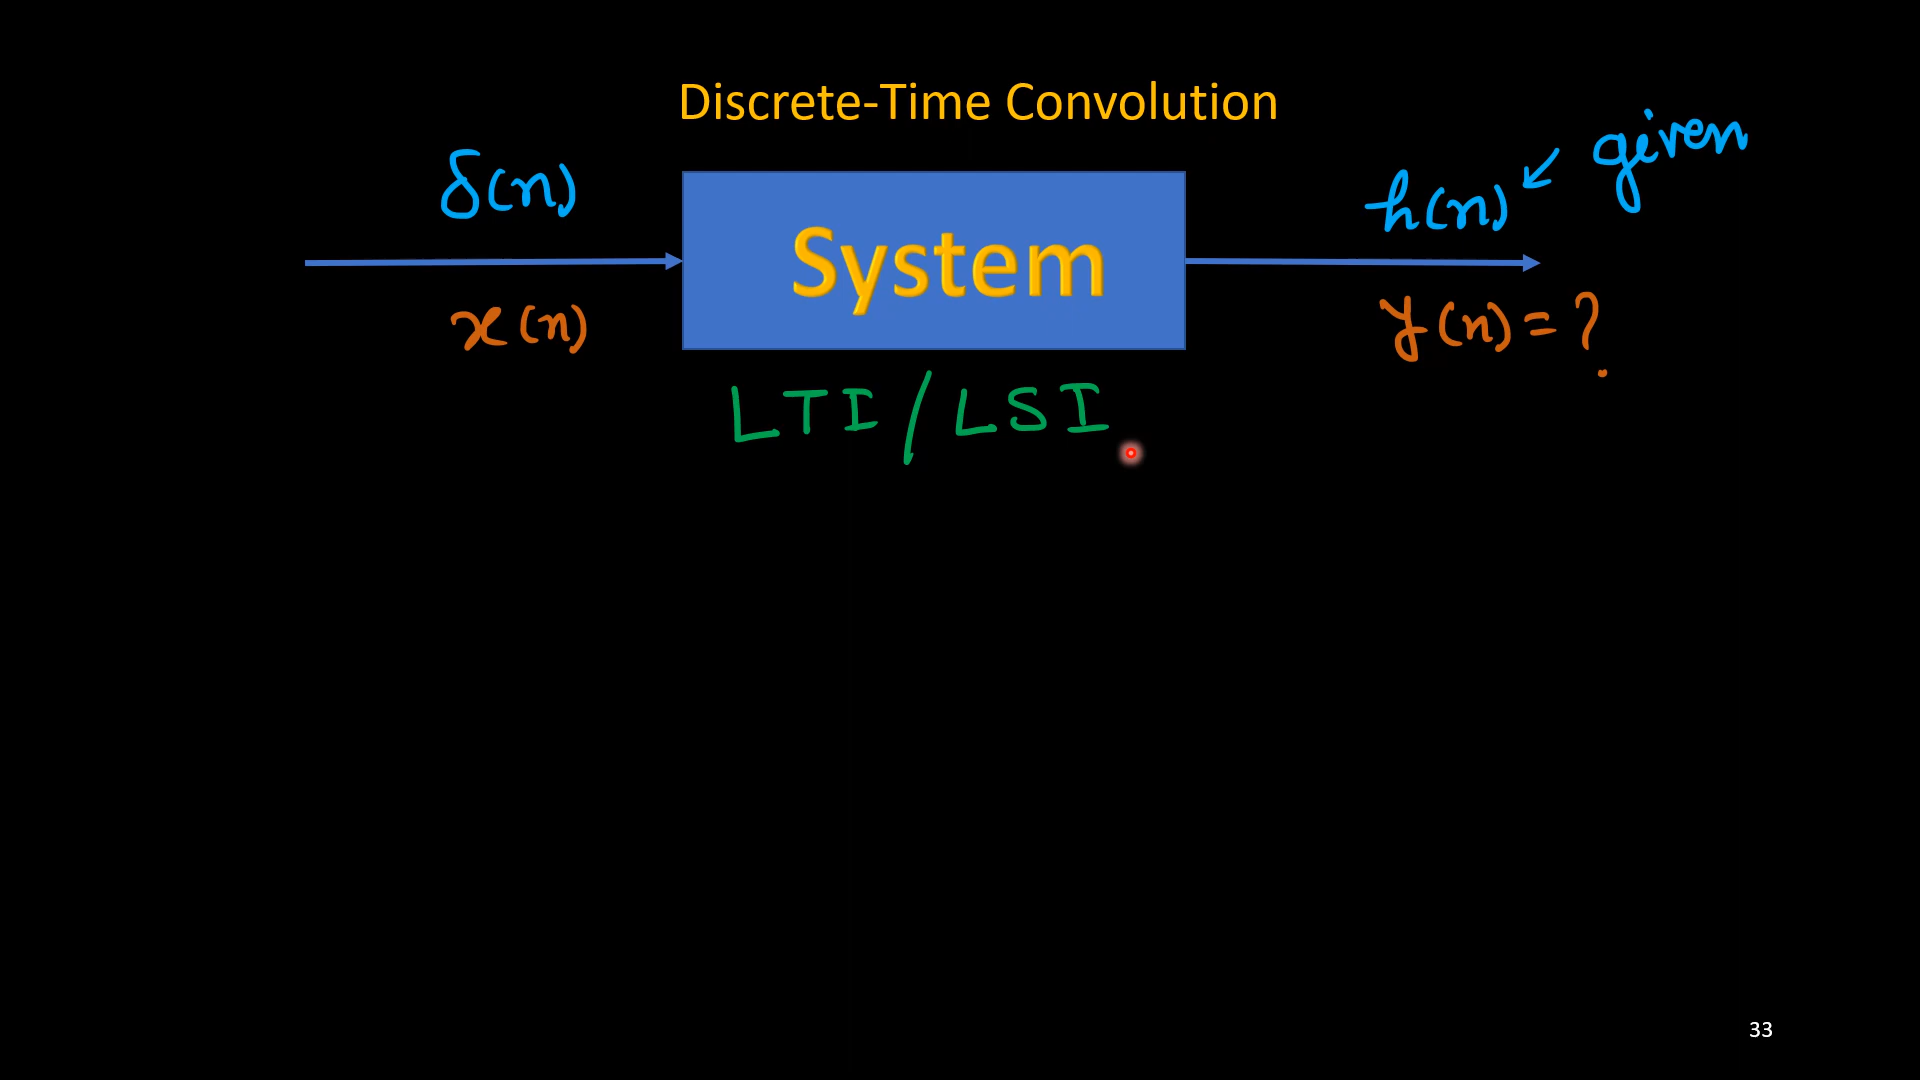 Discrete-Time Convolution
δ(n)
System
h(n) ↙ given
x(n)
y(n) = ?
LTI/LSI
33